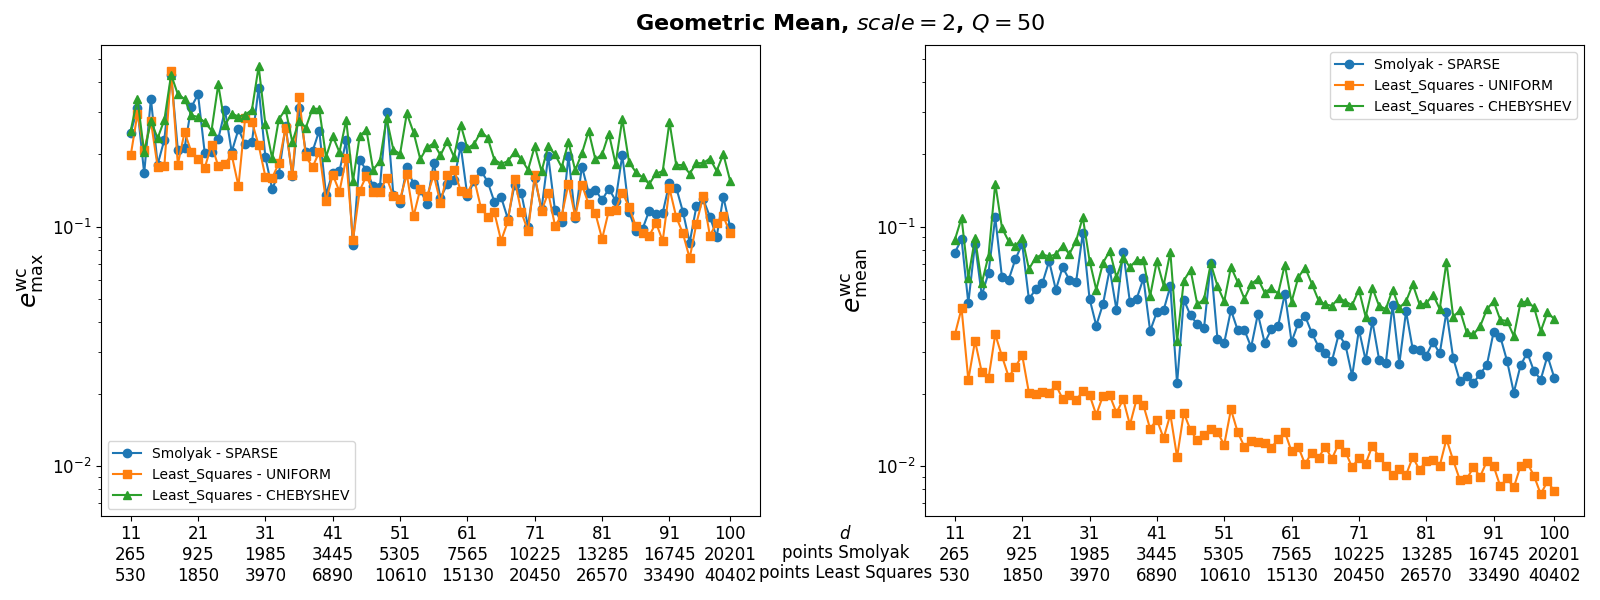 Geometric Mean, scale = 2, Q = 50
e^wc_max
10^−1
10^−2
Smolyak - SPARSE
Least_Squares - UNIFORM
Least_Squares - CHEBYSHEV
11 21 31 41 51 61 71 81 91 100
265 925 1985 3445 5305 7565 10225 13285 16745 20201
530 1850 3970 6890 10610 15130 20450 26570 33490 40402
d
points Smolyak
points Least Squares
e^wc_mean
10^−1
10^−2
Smolyak - SPARSE
Least_Squares - UNIFORM
Least_Squares - CHEBYSHEV
11 21 31 41 51 61 71 81 91 100
265 925 1985 3445 5305 7565 10225 13285 16745 20201
530 1850 3970 6890 10610 15130 20450 26570 33490 40402